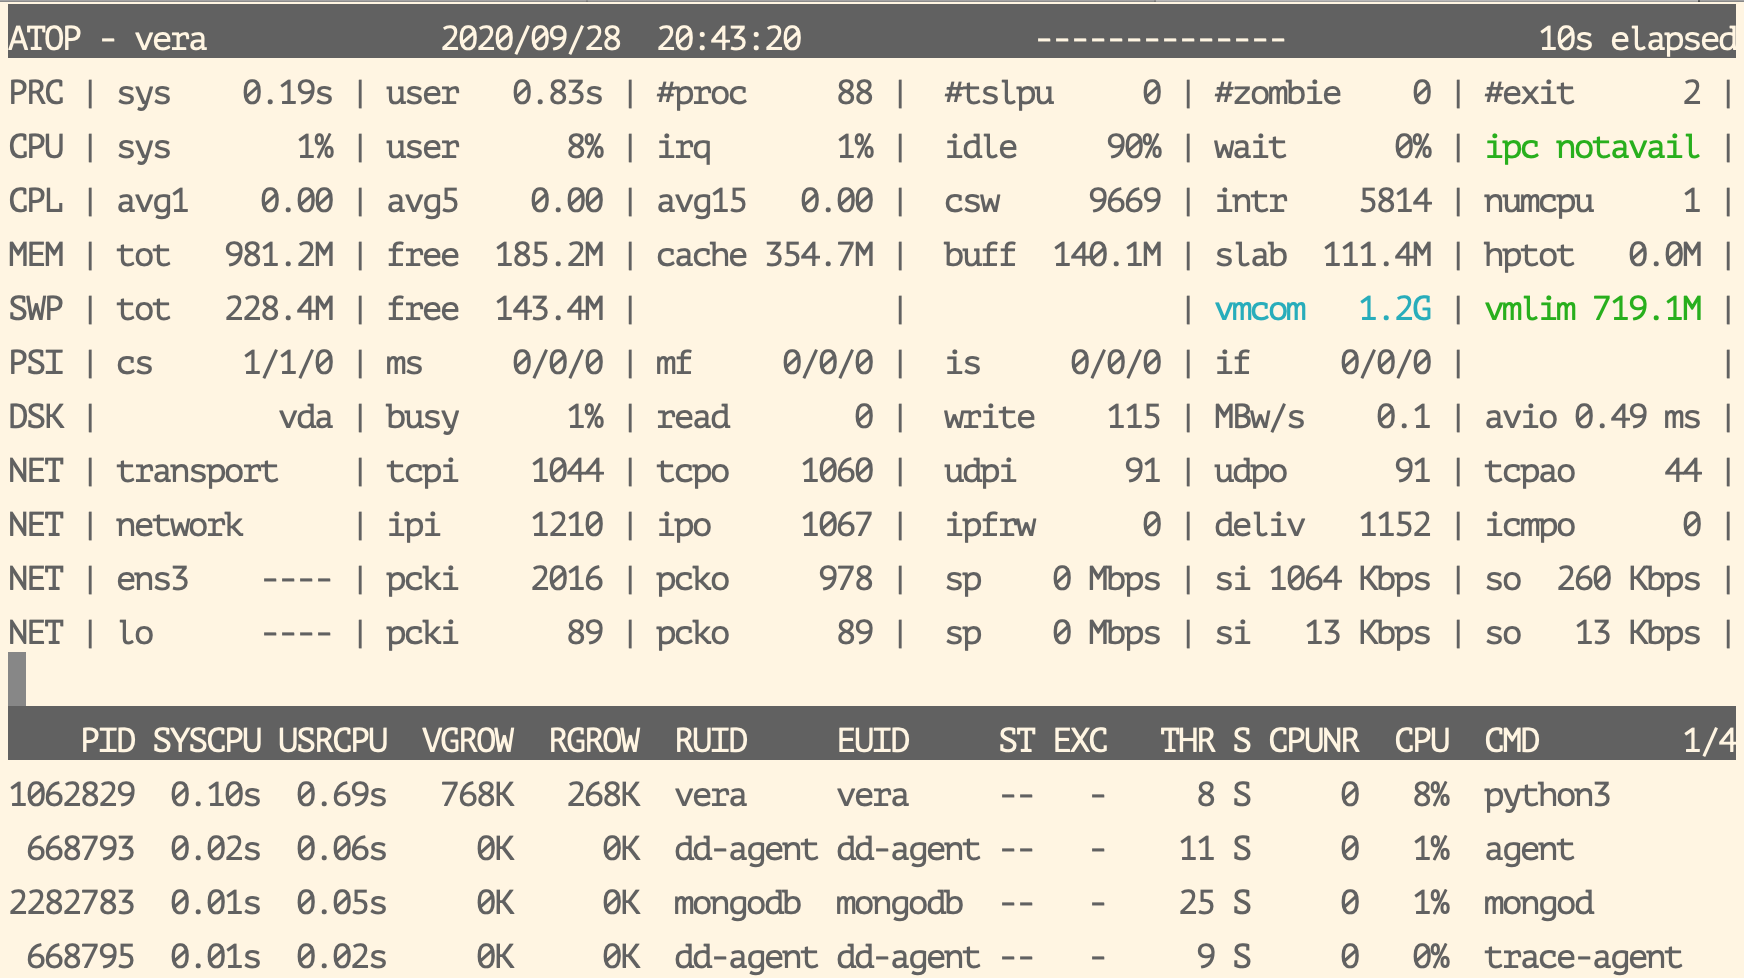 ATOP - vera 2020/09/28 20:43:20 -------------- 10s elapsed
PRC | sys 0.19s | user 0.83s | #proc 88 | #tslpu 0 | #zombie 0 | #exit 2 |
CPU | sys 1% | user 8% | irq 1% | idle 90% | wait 0% | ipc notavail |
CPL | avg1 0.00 | avg5 0.00 | avg15 0.00 | csw 9669 | intr 5814 | numcpu 1 |
MEM | tot 981.2M | free 185.2M | cache 354.7M | buff 140.1M | slab 111.4M | hptot 0.0M |
SWP | tot 228.4M | free 143.4M | | | vmcom 1.2G | vmlim 719.1M |
PSI | cs 1/1/0 | ms 0/0/0 | mf 0/0/0 | is 0/0/0 | if 0/0/0 | |
DSK | vda | busy 1% | read 0 | write 115 | MBw/s 0.1 | avio 0.49 ms |
NET | transport | tcpi 1044 | tcpo 1060 | udpi 91 | udpo 91 | tcpao 44 |
NET | network | ipi 1210 | ipo 1067 | ipfrw 0 | deliv 1152 | icmpo 0 |
NET | ens3 ---- | pcki 2016 | pcko 978 | sp 0 Mbps | si 1064 Kbps | so 260 Kbps |
NET | lo ---- | pcki 89 | pcko 89 | sp 0 Mbps | si 13 Kbps | so 13 Kbps |
PID SYSCPU USRCPU VGROW RGROW RUID EUID ST EXC THR S CPUNR CPU CMD 1/4
1062829 0.10s 0.69s 768K 268K vera vera -- - 8 S 0 8% python3
668793 0.02s 0.06s 0K 0K dd-agent dd-agent -- - 11 S 0 1% agent
2282783 0.01s 0.05s 0K 0K mongodb mongodb -- - 25 S 0 1% mongod
668795 0.01s 0.02s 0K 0K dd-agent dd-agent -- - 9 S 0 0% trace-agent